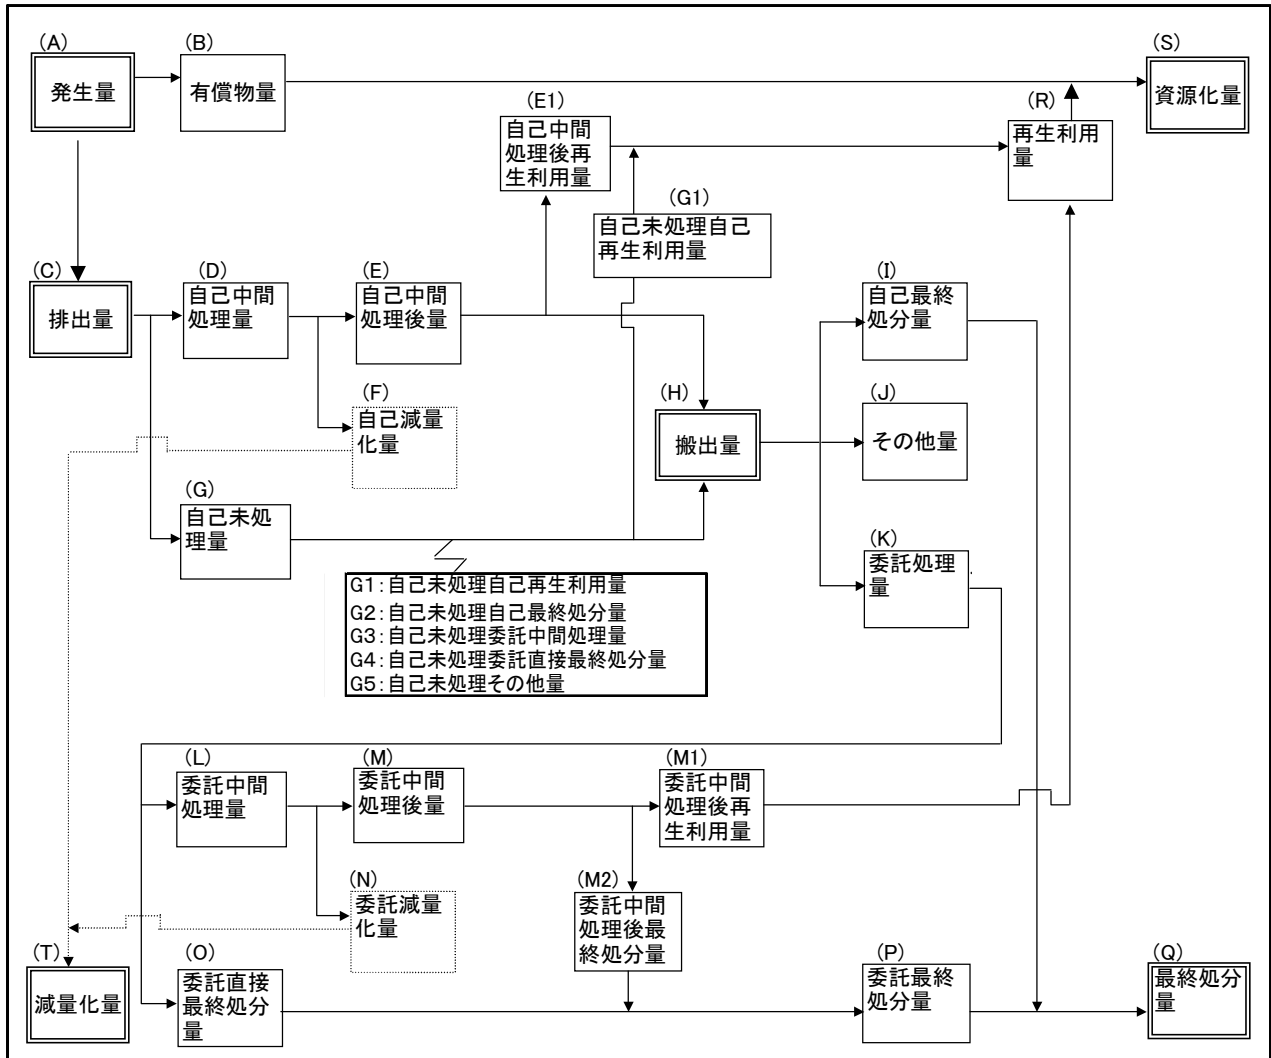 (A)
発生量
(B)
有償物量
(S)
資源化量
(E1)
自己中間
処理後再
生利用量
(R)
再生利用
量
(G1)
自己未処理自己
再生利用量
(C)
排出量
(D)
自己中間
処理量
(E)
自己中間
処理後量
(I)
自己最終
処分量
(F)
自己減量
化量
(H)
搬出量
(J)
その他量
(G)
自己未処
理量
(K)
委託処理
量
G1:自己未処理自己再生利用量
G2:自己未処理自己最終処分量
G3:自己未処理委託中間処理量
G4:自己未処理委託直接最終処分量
G5:自己未処理その他量
(L)
委託中間
処理量
(M)
委託中間
処理後量
(M1)
委託中間
処理後再
生利用量
(N)
委託減量
化量
(M2)
委託中間
処理後最
終処分量
(T)
減量化量
(O)
委託直接
最終処分
量
(P)
委託最終
処分量
(Q)
最終処分
量